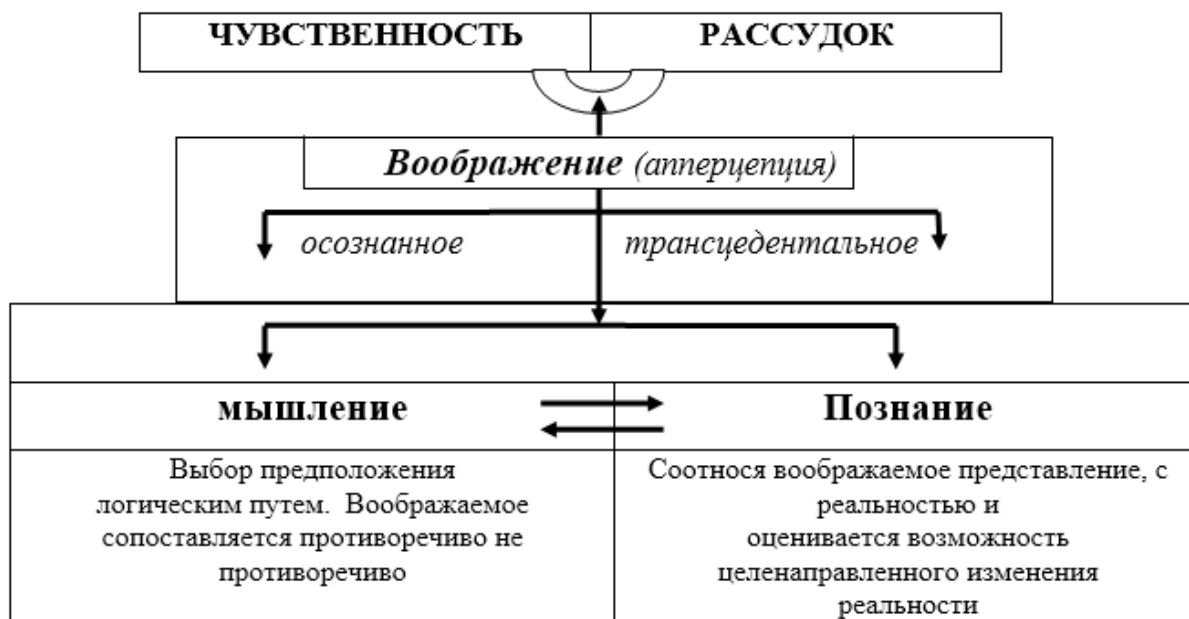 ЧУВСТВЕННОСТЬ РАССУДОК
Воображение (апперцепция)
осознанное трансцедентальное
мышление Познание
Выбор предположения
логическим путем. Воображаемое
сопоставляется противоречиво не
противоречиво
Соотнося воображаемое представление, с
реальностью и
оценивается возможность
целенаправленного изменения
реальности